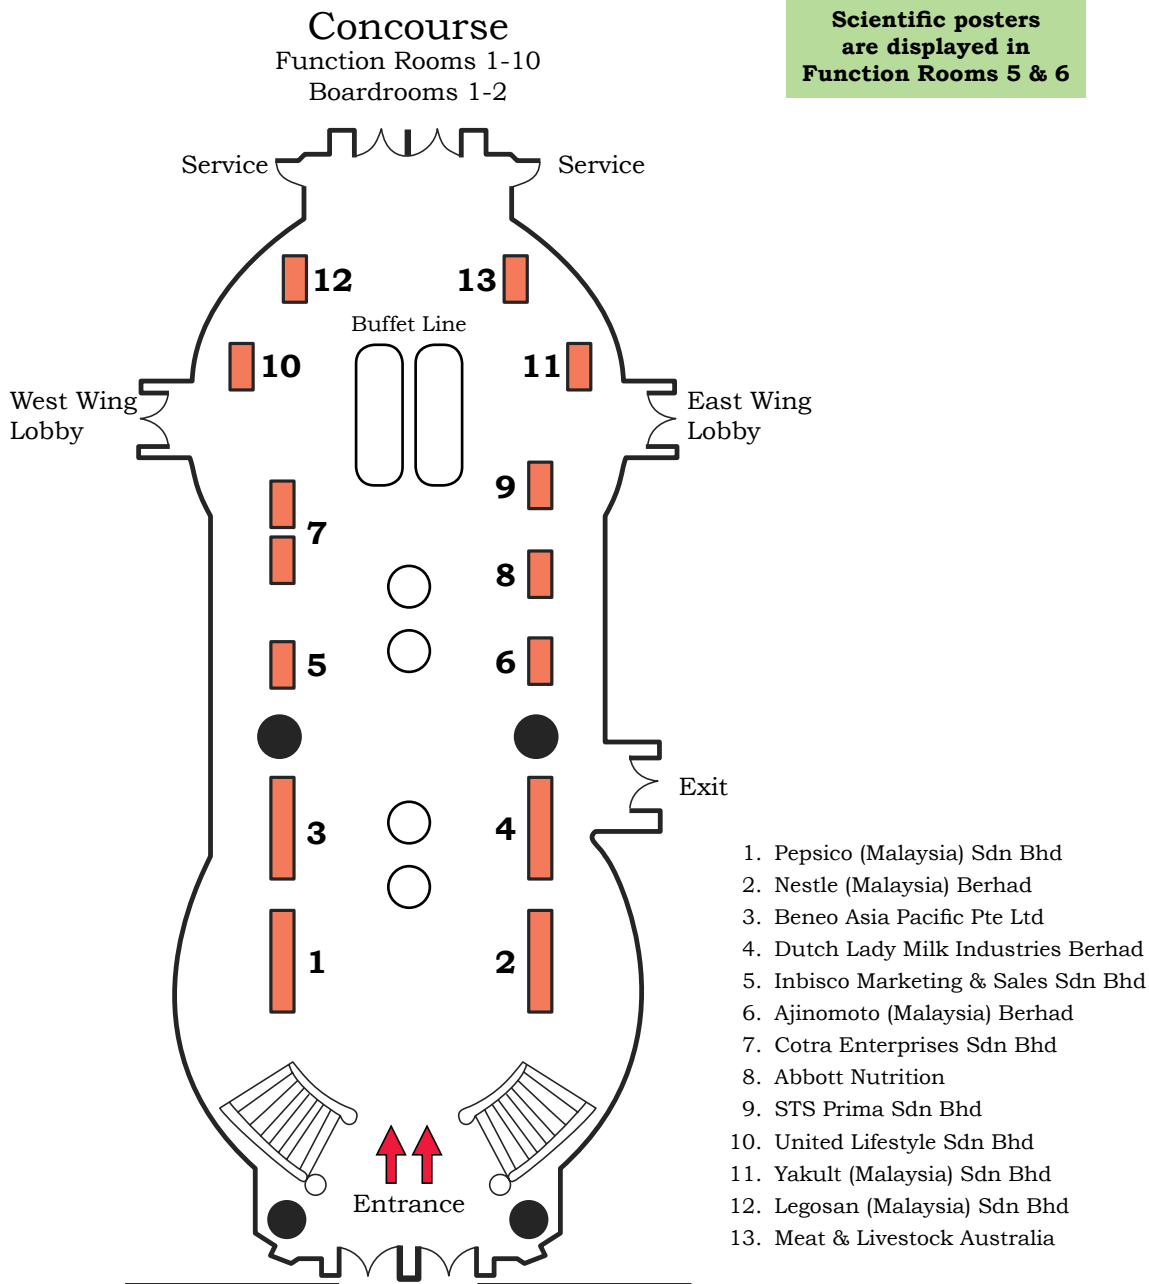 Concourse
Function Rooms 1-10
Boardrooms 1-2
Scientific posters
are displayed in
Function Rooms 5 & 6
Service
Service
12
13
Buffet Line
10
11
West Wing
Lobby
East Wing
Lobby
9
7
8
5
6
Exit
3
4
1
2
Entrance
1. Pepsico (Malaysia) Sdn Bhd
2. Nestle (Malaysia) Berhad
3. Beneo Asia Pacific Pte Ltd
4. Dutch Lady Milk Industries Berhad
5. Inbisco Marketing & Sales Sdn Bhd
6. Ajinomoto (Malaysia) Berhad
7. Cotra Enterprises Sdn Bhd
8. Abbott Nutrition
9. STS Prima Sdn Bhd
10. United Lifestyle Sdn Bhd
11. Yakult (Malaysia) Sdn Bhd
12. Legosan (Malaysia) Sdn Bhd
13. Meat & Livestock Australia